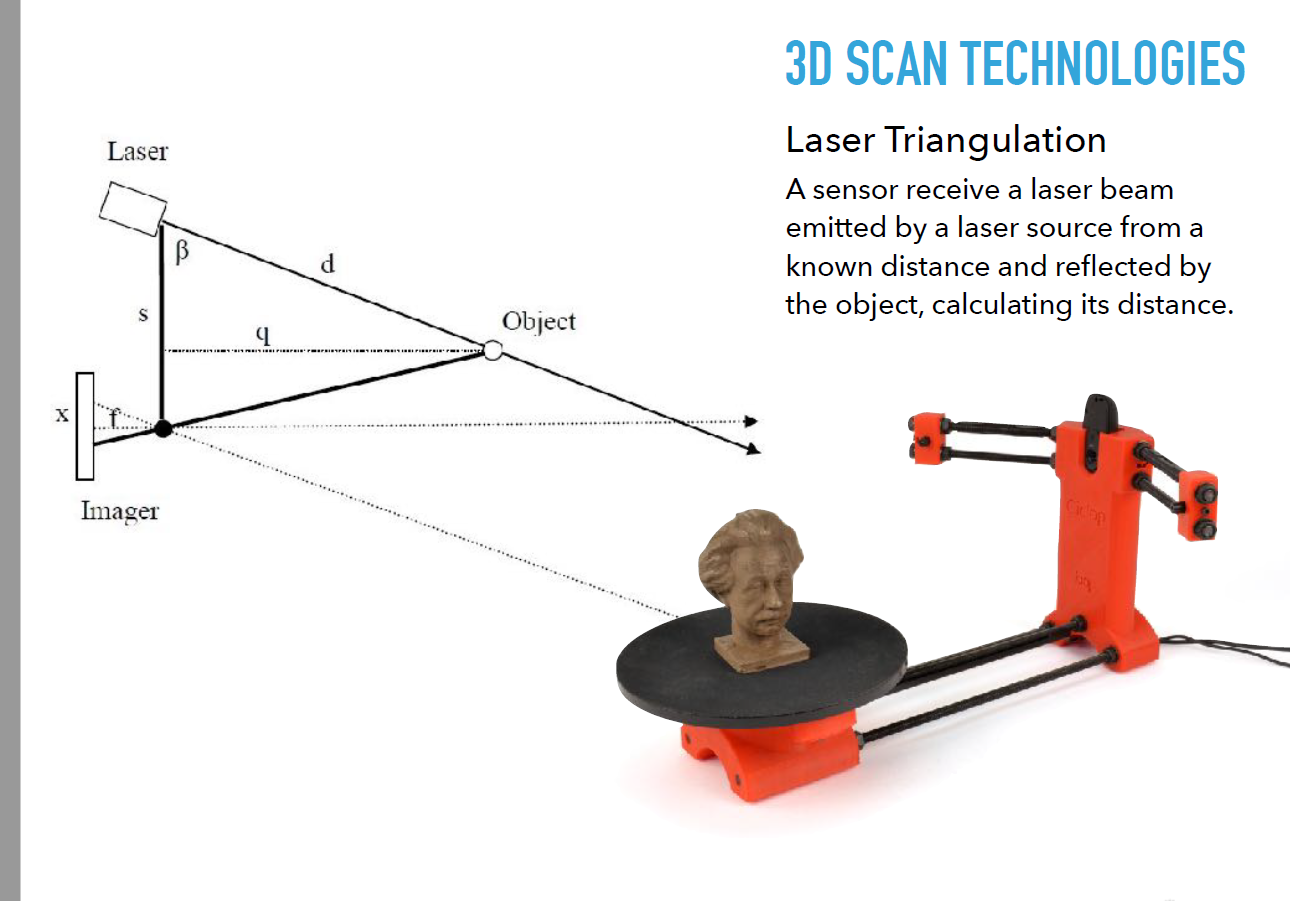 3D SCAN TECHNOLOGIES
Laser Triangulation
A sensor receive a laser beam
emitted by a laser source from a
known distance and reflected by
the object, calculating its distance.
Laser
β
d
s
q
Object
x
f
Imager
Ciclop
bq